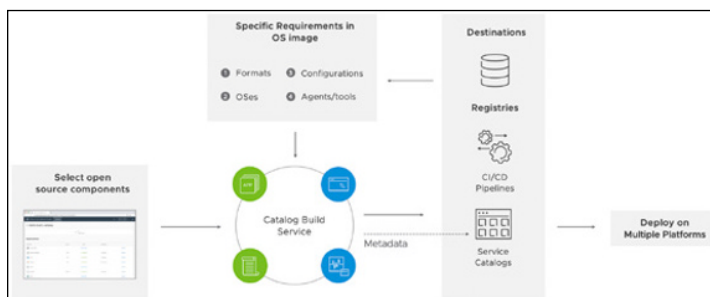 Specific Requirements in
OS image
1 Formats
3 Configurations
2 OSes
4 Agents/tools
Destinations
Registries
CI/CD
Pipelines
Service
Catalogs
Select open
source components
Catalog Build
Service
Metadata
Deploy on
Multiple Platforms